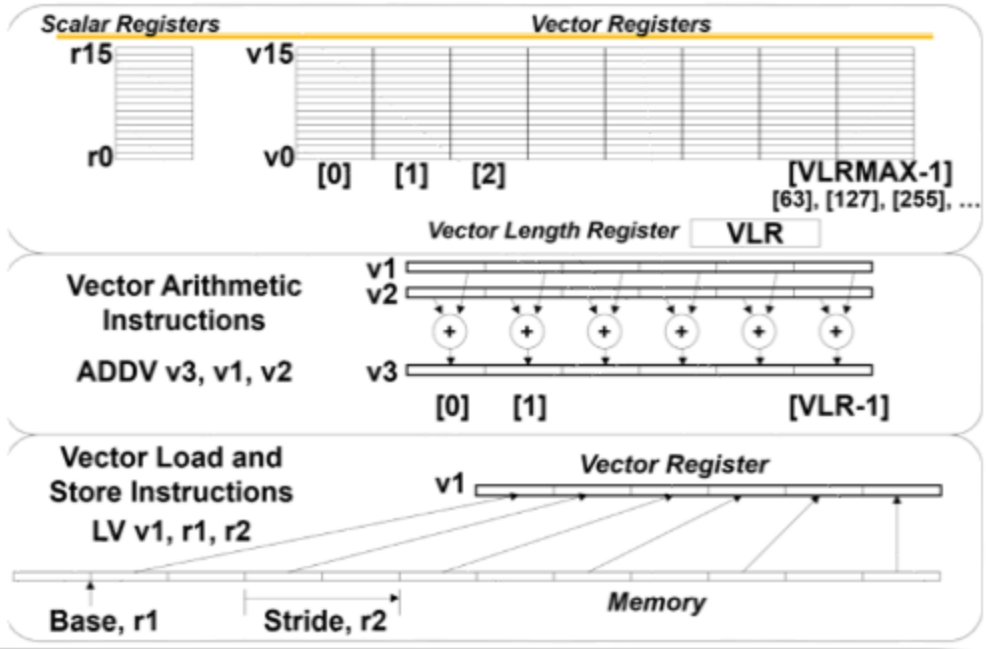 Scalar Registers
Vector Registers
r15
v15
r0
v0
[0]
[1]
[2]
[VLRMAX-1]
[63], [127], [255], ...
Vector Length Register
VLR
Vector Arithmetic
Instructions
ADDV v3, v1, v2
v1
v2
+ + + + + +
v3
[0]
[1]
[VLR-1]
Vector Load and
Store Instructions
LV v1, r1, r2
Vector Register
v1
Base, r1
Stride, r2
Memory